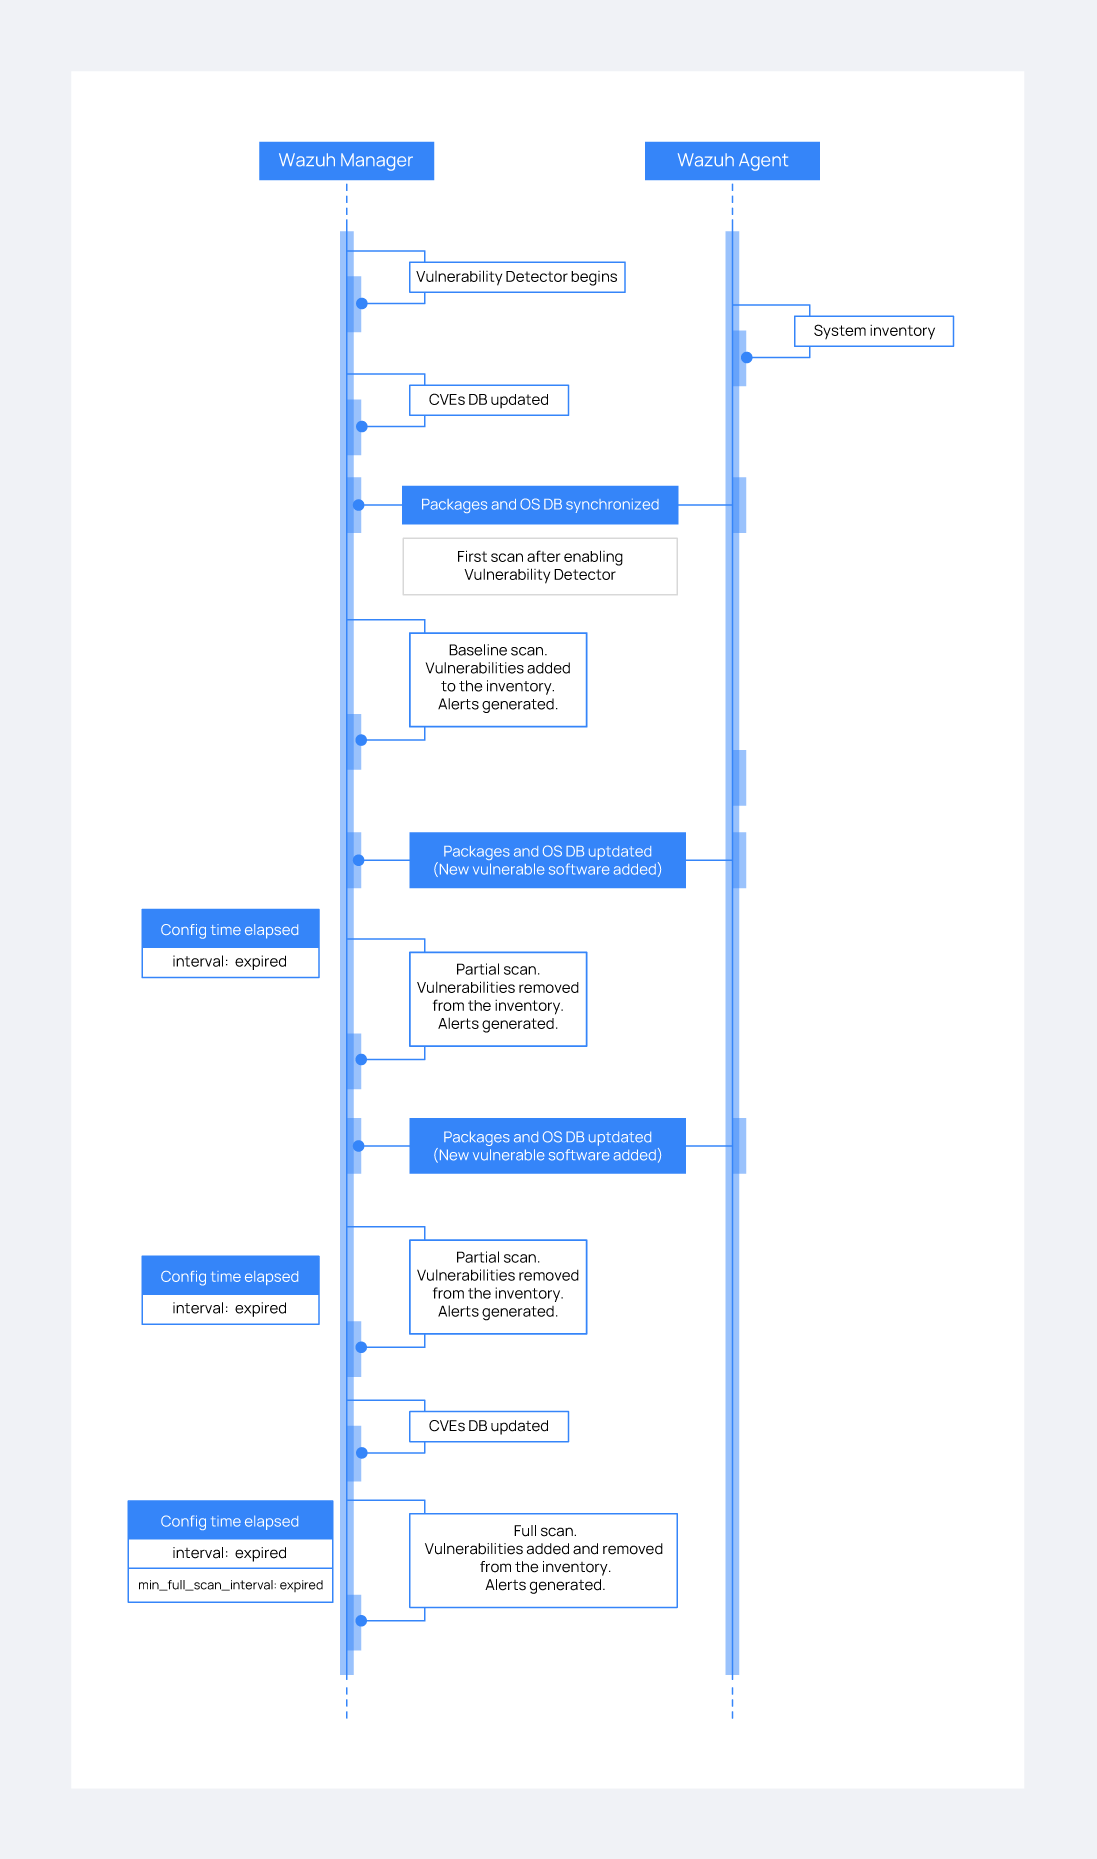 Wazuh Manager
Wazuh Agent
Vulnerability Detector begins
System inventory
CVEs DB updated
Packages and OS DB synchronized
First scan after enabling
Vulnerability Detector
Baseline scan.
Vulnerabilities added
to the inventory.
Alerts generated.
Packages and OS DB uptdated
(New vulnerable software added)
Config time elapsed
interval: expired
Partial scan.
Vulnerabilities removed
from the inventory.
Alerts generated.
Packages and OS DB uptdated
(New vulnerable software added)
Config time elapsed
interval: expired
Partial scan.
Vulnerabilities removed
from the inventory.
Alerts generated.
CVEs DB updated
Config time elapsed
interval: expired
min_full_scan_interval: expired
Full scan.
Vulnerabilities added and removed
from the inventory.
Alerts generated.